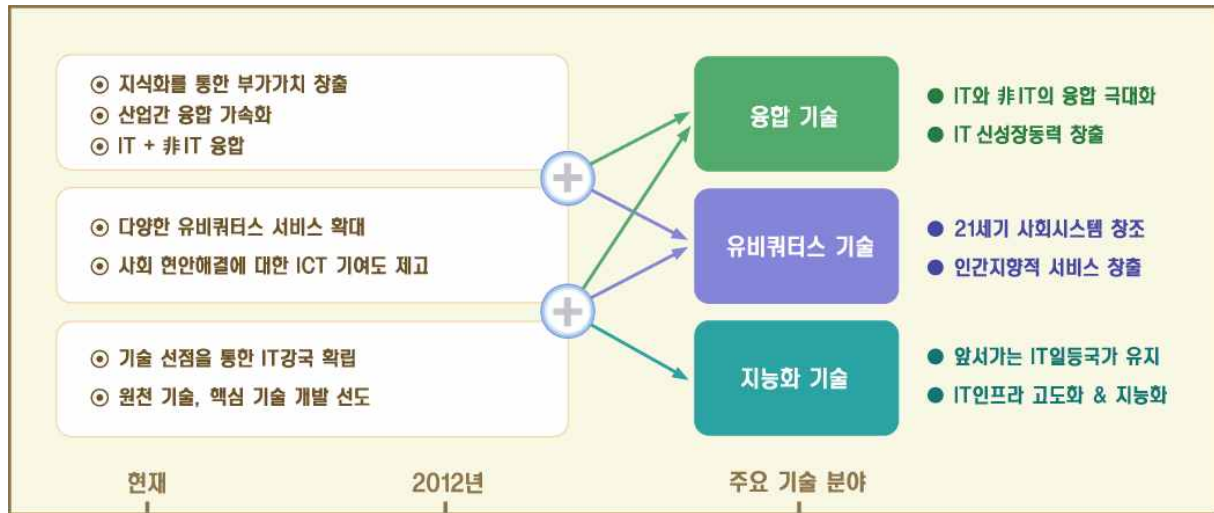 ◉ 지식화를 통한 부가가치 창출
◉ 산업간 융합 가속화
◉ IT + 非IT 융합
◉ 다양한 유비쿼터스 서비스 확대
◉ 사회 현안해결에 대한 ICT 기여도 제고
◉ 기술 선점을 통한 IT강국 확립
◉ 원천 기술, 핵심 기술 개발 선도
융합 기술
● IT와 非IT의 융합 극대화
● IT 신성장동력 창출
유비쿼터스 기술
● 21세기 사회시스템 창조
● 인간지향적 서비스 창출
지능화 기술
● 앞서가는 IT일등국가 유지
● IT인프라 고도화 & 지능화
현재
2012년
주요 기술 분야